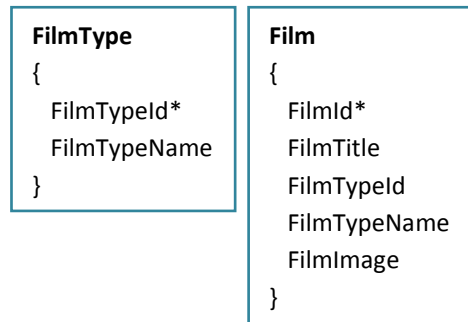 FilmType
{
FilmTypeId*
FilmTypeName
}
Film
{
FilmId*
FilmTitle
FilmTypeId
FilmTypeName
FilmImage
}